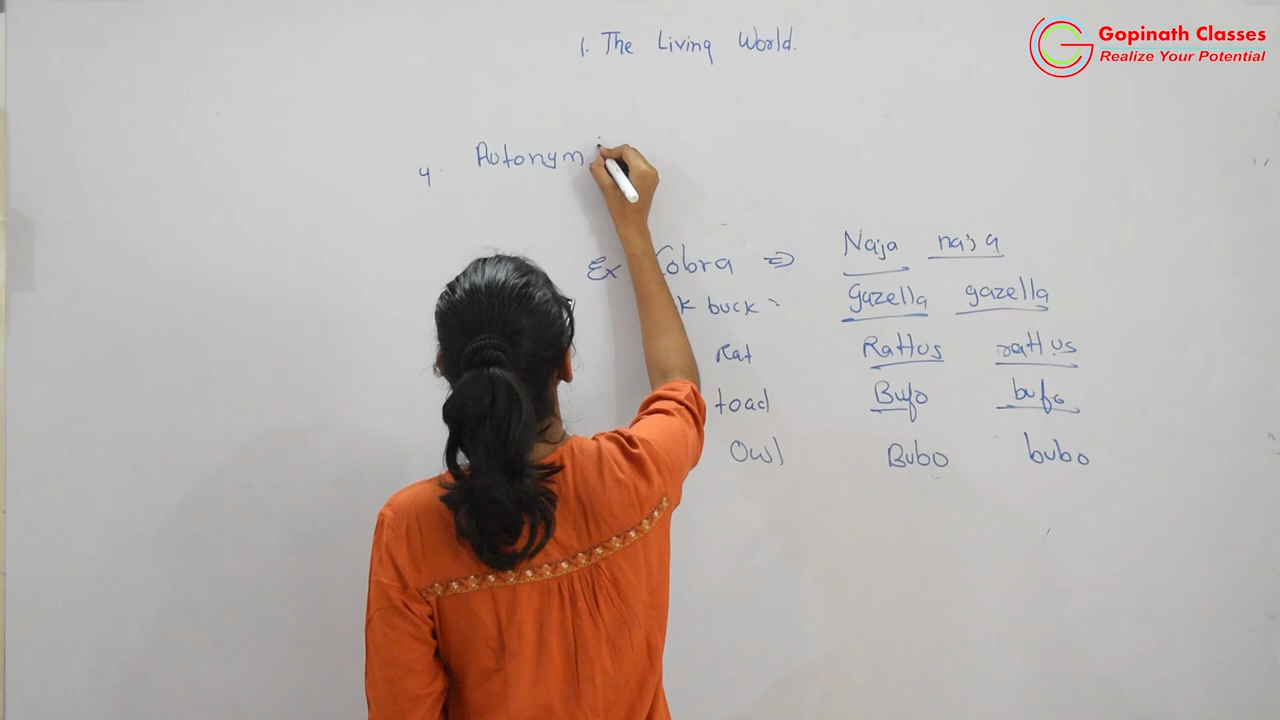 Gopinath Classes
Realize Your Potential
1. The Living World.
4. Autonym
Ex Cobra ⇒ Naja naja
k buck = gazella gazella
Rat Rattus rattus
toad Bufo bufo
Owl Bubo bubo